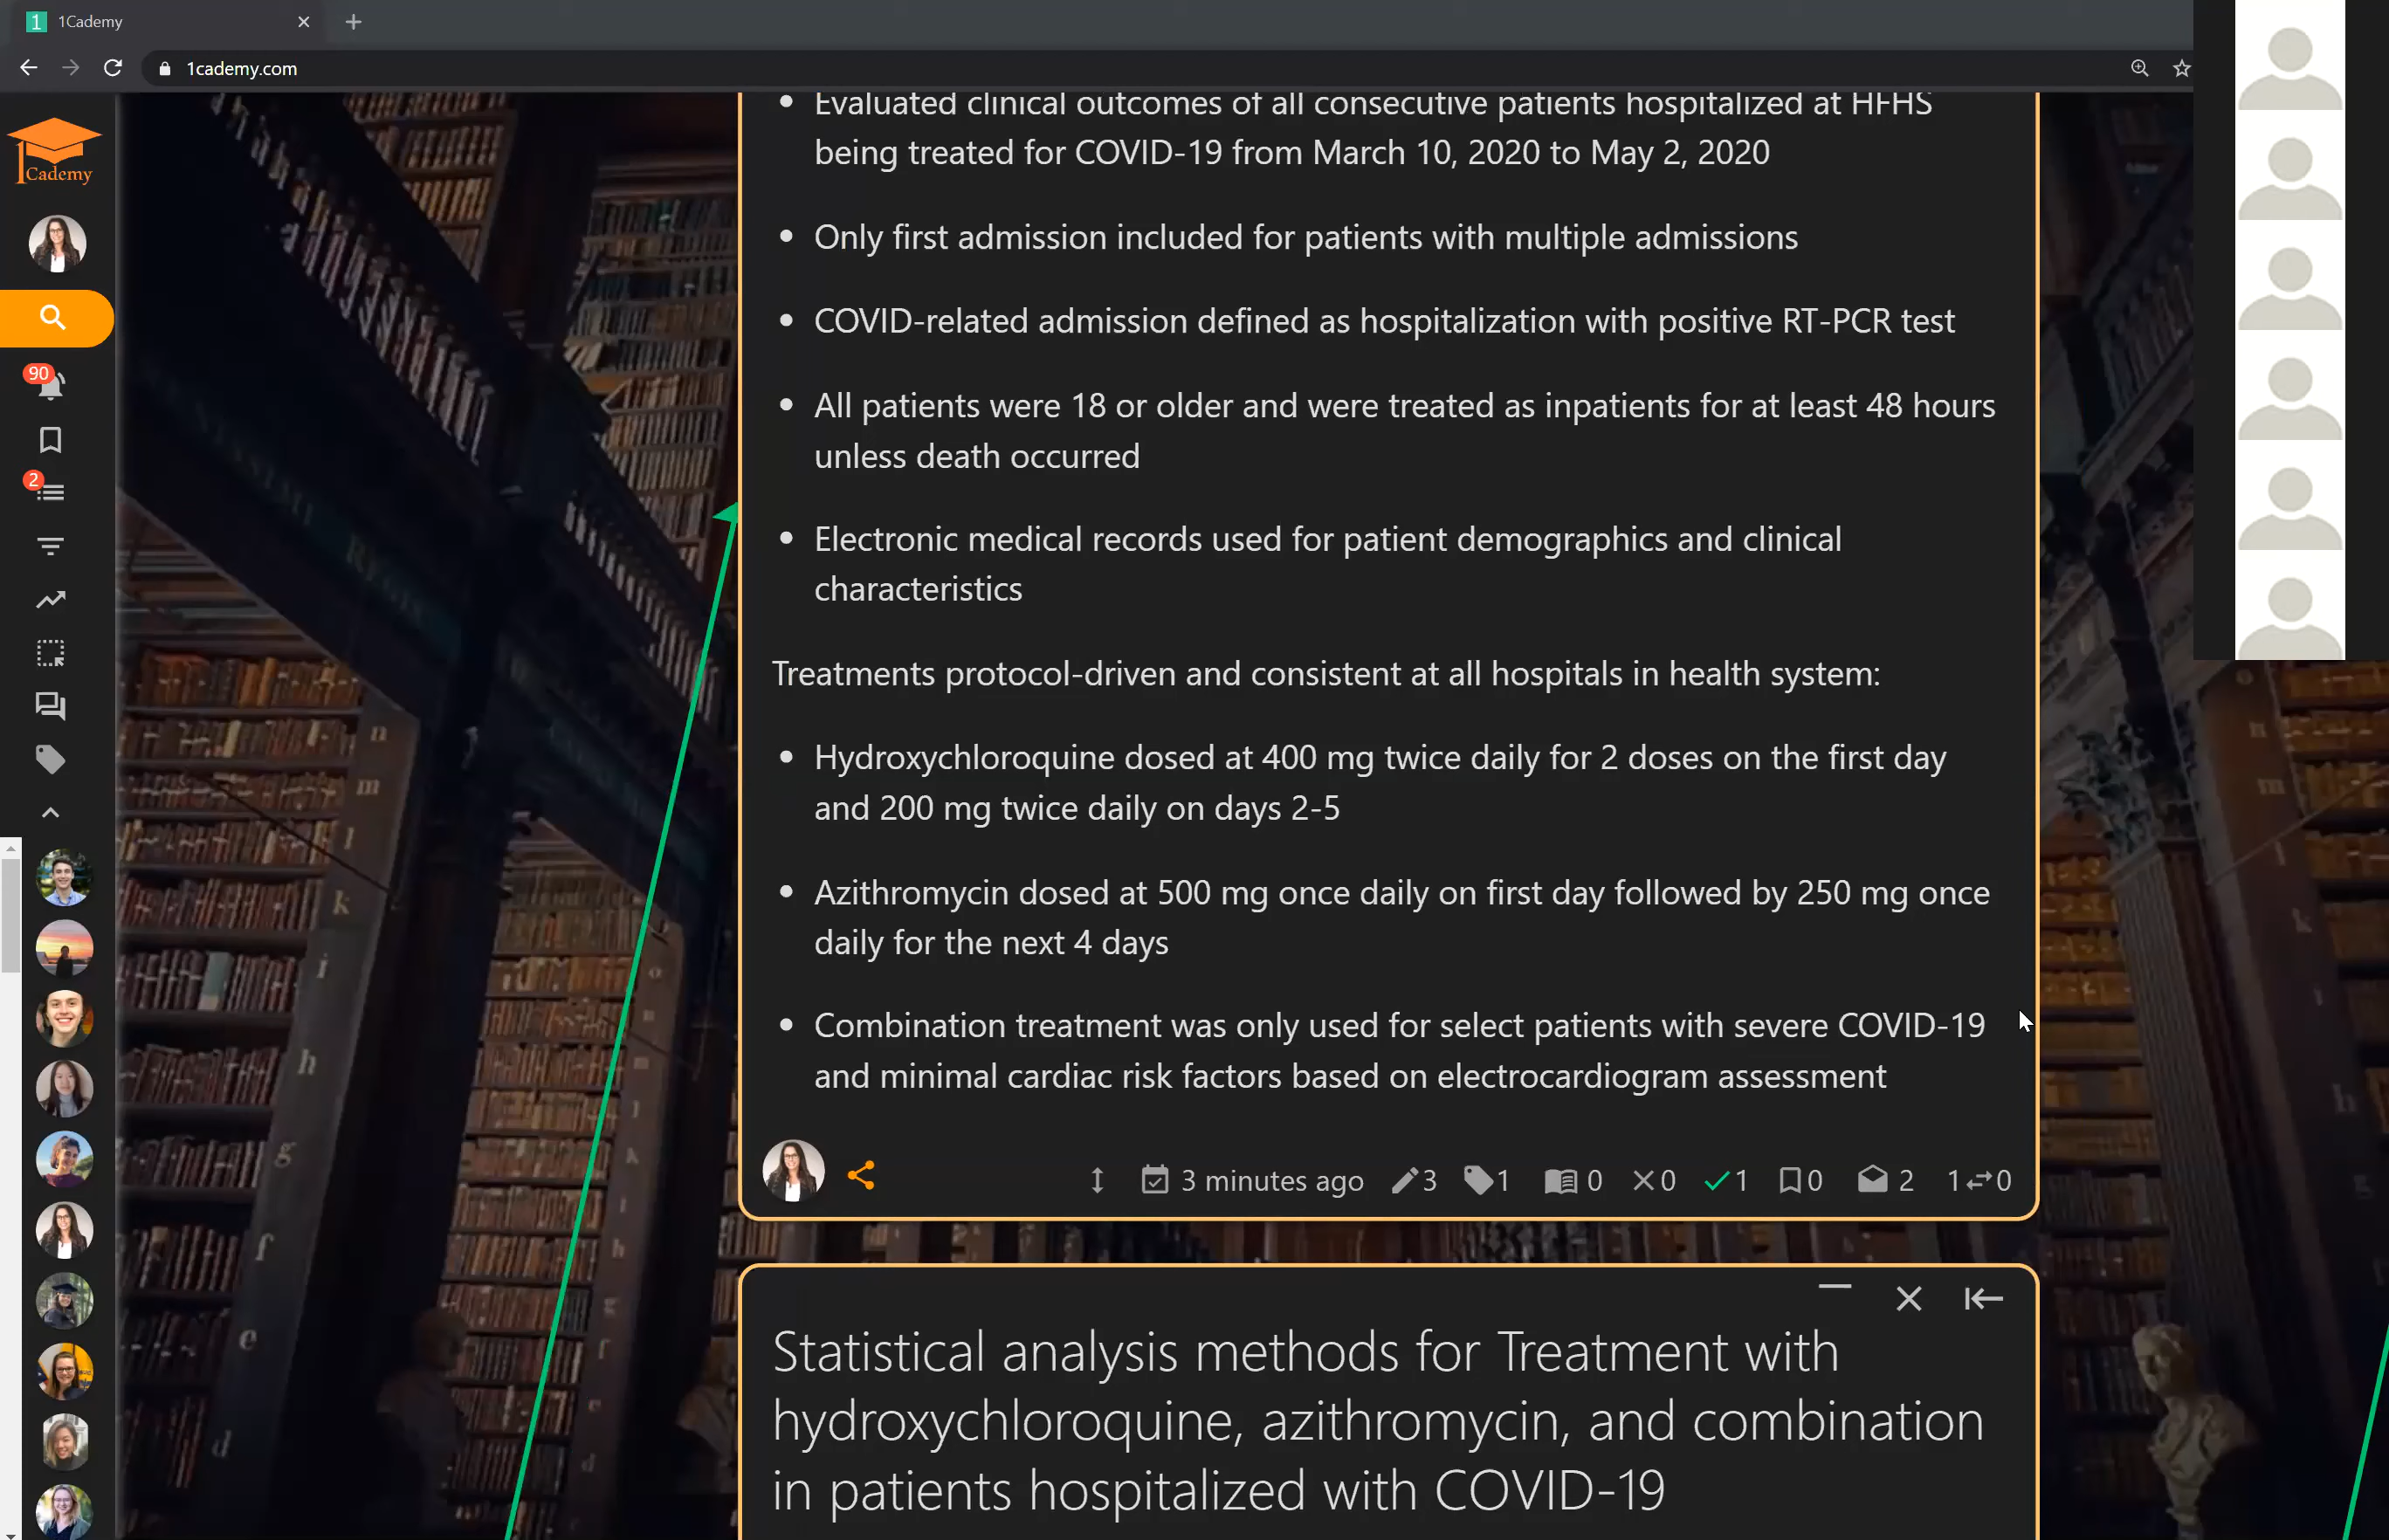 1 1Cademy
1cademy.com
Cademy
90
2
Evaluated clinical outcomes of all consecutive patients hospitalized at HFHS
being treated for COVID-19 from March 10, 2020 to May 2, 2020
Only first admission included for patients with multiple admissions
COVID-related admission defined as hospitalization with positive RT-PCR test
All patients were 18 or older and were treated as inpatients for at least 48 hours
unless death occurred
Electronic medical records used for patient demographics and clinical
characteristics
Treatments protocol-driven and consistent at all hospitals in health system:
Hydroxychloroquine dosed at 400 mg twice daily for 2 doses on the first day
and 200 mg twice daily on days 2-5
Azithromycin dosed at 500 mg once daily on first day followed by 250 mg once
daily for the next 4 days
Combination treatment was only used for select patients with severe COVID-19
and minimal cardiac risk factors based on electrocardiogram assessment
3 minutes ago 3 1 0 0 1 0 2 1 0
Statistical analysis methods for Treatment with
hydroxychloroquine, azithromycin, and combination
in patients hospitalized with COVID-19
n
m
l
k
i
h
g
f
e
d